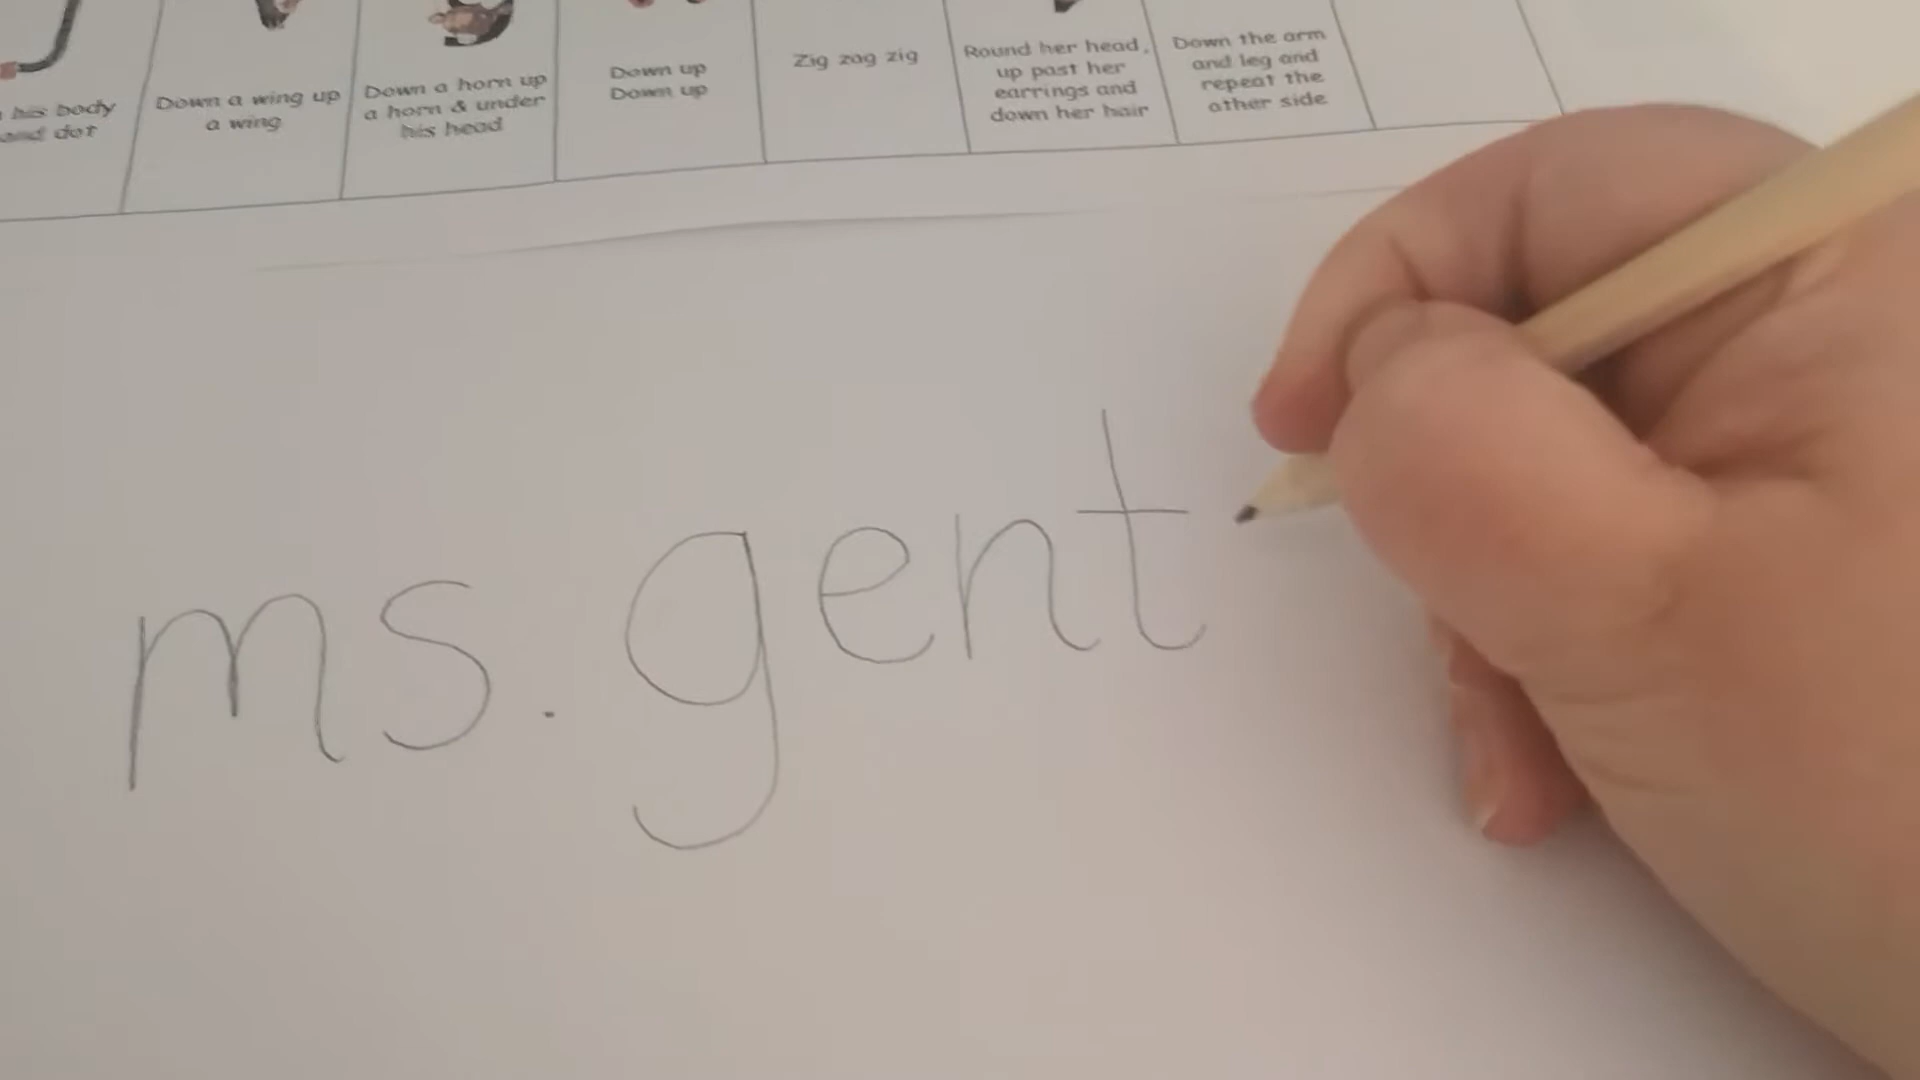 his body
and dot
Down a wing up
a wing
Down a horn up
a horn & under
his head
Down up
Down up
Zig zag zig
Round her head,
up past her
earrings and
down her hair
Down the arm
and leg and
repeat the
other side
ms. gent